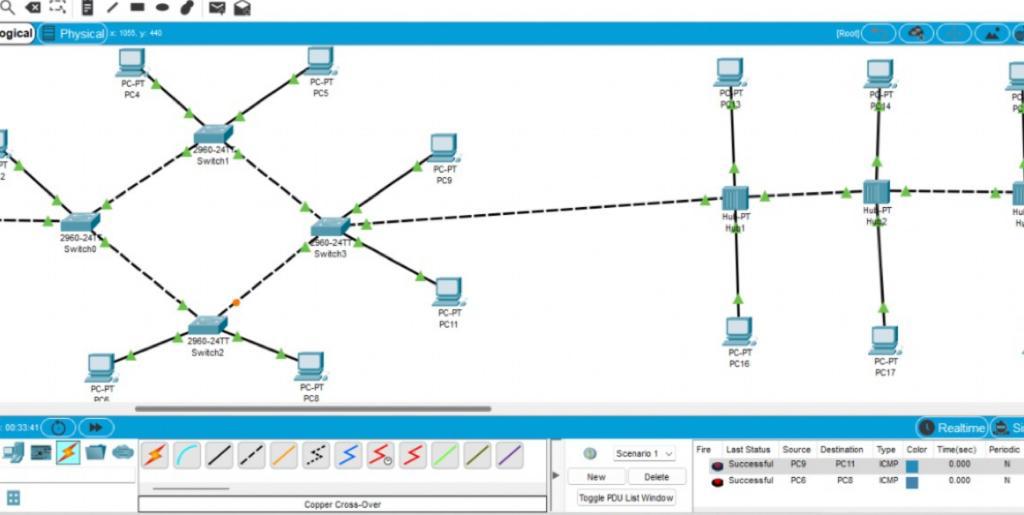 ogical Physical x: 1055, y: 440 [Root]
PC-PT
PC4
PC-PT
PC5
PC-PT
PC13
PC-PT
PC14
2960-24TT
Switch1
PC-PT
PC9
2960-24TT
Switch0
2960-24TT
Switch3
Hub-PT
Hub1
Hub-PT
Hub2
PC-PT
PC11
2960-24TT
Switch2
PC-PT
PC16
PC-PT
PC17
PC-PT
PC6
PC-PT
PC8
: 00:33:41 Realtime
Scenario 1
New Delete
Toggle PDU List Window
Copper Cross-Over
Fire Last Status Source Destination Type Color Time(sec) Periodic
Successful PC9 PC11 ICMP 0.000 N
Successful PC6 PC8 ICMP 0.000 N